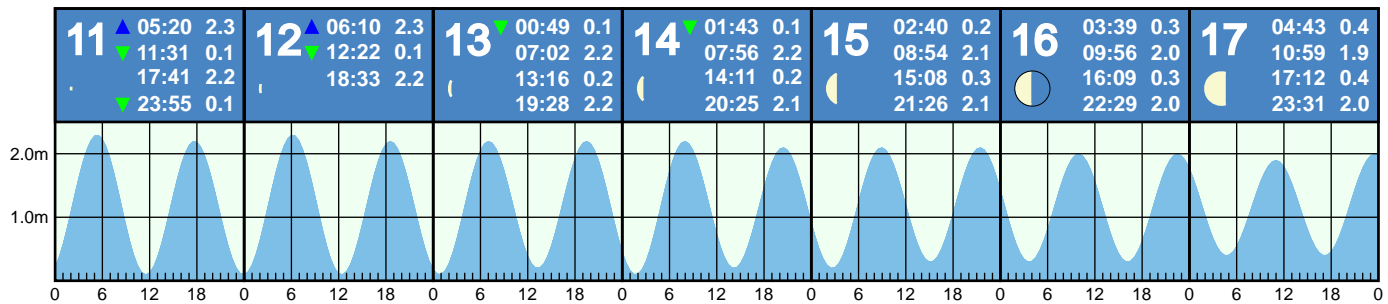 11 ▲ 05:20 2.3
▼ 11:31 0.1
17:41 2.2
▼ 23:55 0.1
12 ▲ 06:10 2.3
▼ 12:22 0.1
18:33 2.2
13 ▼ 00:49 0.1
07:02 2.2
13:16 0.2
19:28 2.2
14 ▼ 01:43 0.1
07:56 2.2
14:11 0.2
20:25 2.1
15 02:40 0.2
08:54 2.1
15:08 0.3
21:26 2.1
16 03:39 0.3
09:56 2.0
16:09 0.3
22:29 2.0
17 04:43 0.4
10:59 1.9
17:12 0.4
23:31 2.0
2.0m
1.0m
0 6 12 18 0 6 12 18 0 6 12 18 0 6 12 18 0 6 12 18 0 6 12 18 0 6 12 18 0